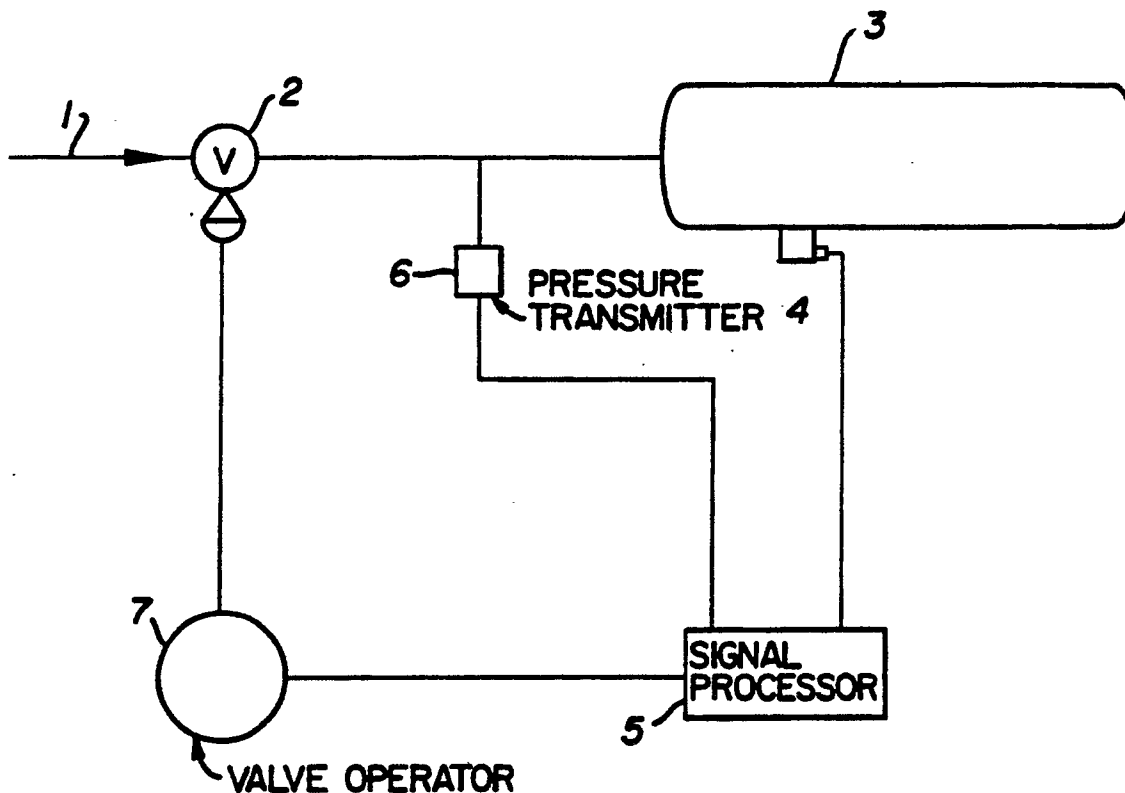 3
2
1
V
6
PRESSURE
TRANSMITTER 4
7
SIGNAL
PROCESSOR
5
VALVE OPERATOR